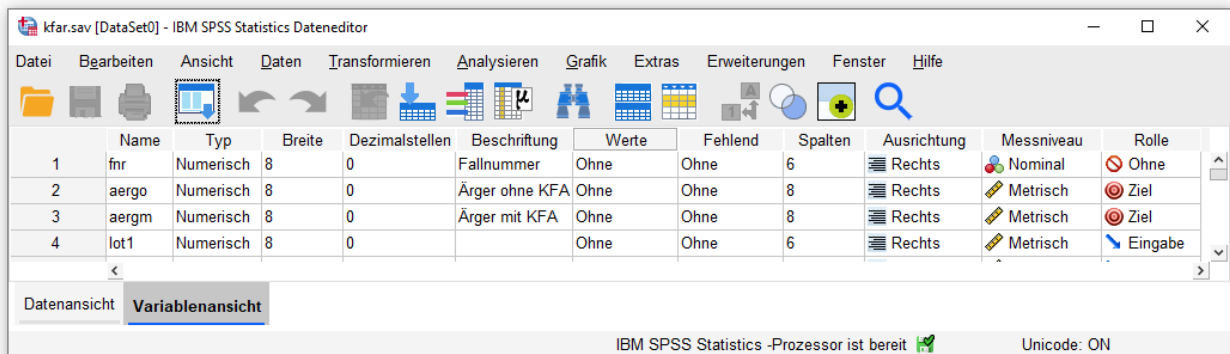 kfar.sav [DataSet0] - IBM SPSS Statistics Dateneditor
Datei Bearbeiten Ansicht Daten Transformieren Analysieren Grafik Extras Erweiterungen Fenster Hilfe
Name Typ Breite Dezimalstellen Beschriftung Werte Fehlend Spalten Ausrichtung Messniveau Rolle
1 fnr Numerisch 8 0 Fallnummer Ohne Ohne 6 Rechts Nominal Ohne
2 aergo Numerisch 8 0 Ärger ohne KFA Ohne Ohne 8 Rechts Metrisch Ziel
3 aergm Numerisch 8 0 Ärger mit KFA Ohne Ohne 8 Rechts Metrisch Ziel
4 lot1 Numerisch 8 0 Ohne Ohne 6 Rechts Metrisch Eingabe
Datenansicht Variablenansicht
IBM SPSS Statistics -Prozessor ist bereit Unicode: ON